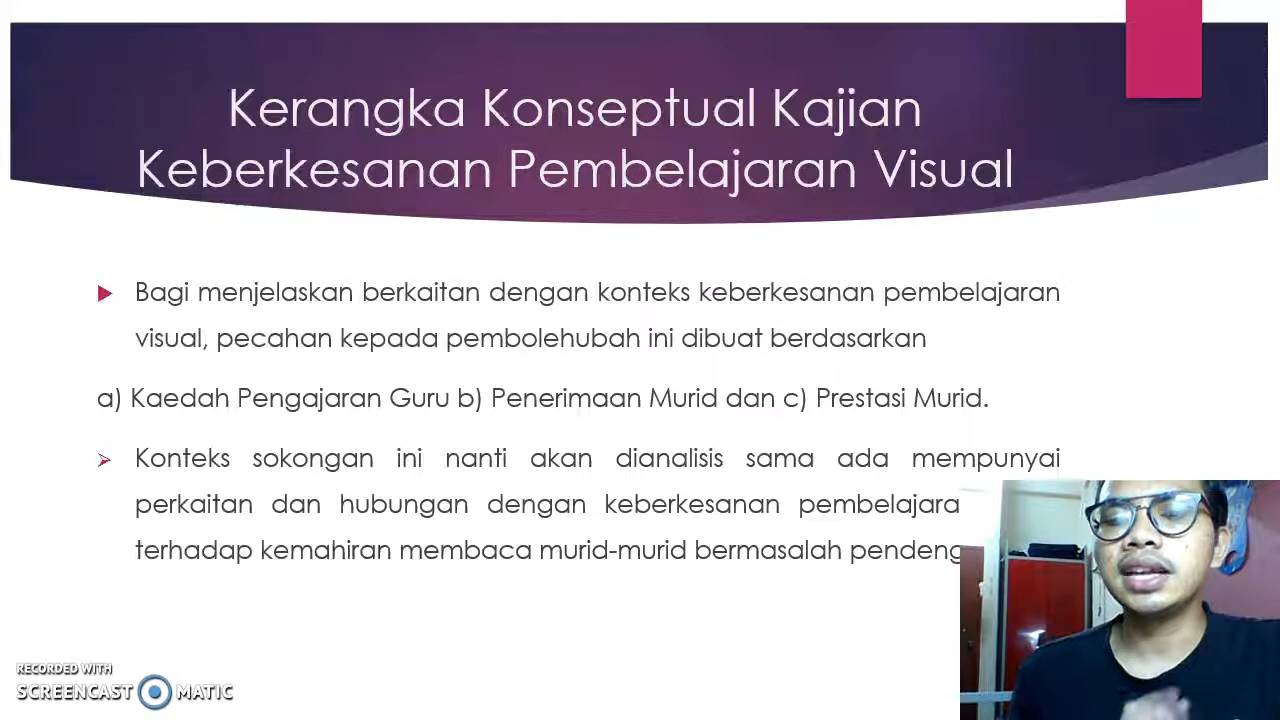 Kerangka Konseptual Kajian
Keberkesanan Pembelajaran Visual
Bagi menjelaskan berkaitan dengan konteks keberkesanan pembelajaran
visual, pecahan kepada pembolehubah ini dibuat berdasarkan
a) Kaedah Pengajaran Guru b) Penerimaan Murid dan c) Prestasi Murid.
Konteks sokongan ini nanti akan dianalisis sama ada mempunyai
perkaitan dan hubungan dengan keberkesanan pembelajara
terhadap kemahiran membaca murid-murid bermasalah pendeng
RECORDED WITH
SCREENCAST MATIC